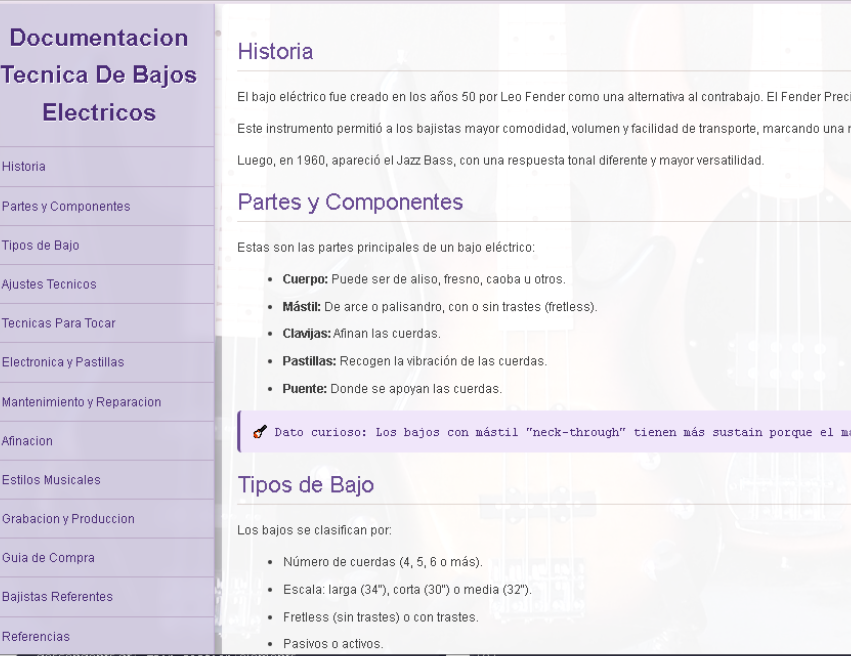 Documentacion
Tecnica De Bajos
Electricos
Historia
Partes y Componentes
Tipos de Bajo
Ajustes Tecnicos
Tecnicas Para Tocar
Electronica y Pastillas
Mantenimiento y Reparacion
Afinacion
Estilos Musicales
Grabacion y Produccion
Guia de Compra
Bajistas Referentes
Referencias
Historia
El bajo eléctrico fue creado en los años 50 por Leo Fender como una alternativa al contrabajo. El Fender Preci
Este instrumento permitió a los bajistas mayor comodidad, volumen y facilidad de transporte, marcando una
Luego, en 1960, apareció el Jazz Bass, con una respuesta tonal diferente y mayor versatilidad.
Partes y Componentes
Estas son las partes principales de un bajo eléctrico:
• Cuerpo: Puede ser de aliso, fresno, caoba u otros.
• Mástil: De arce o palisandro, con o sin trastes (fretless).
• Clavijas: Afinan las cuerdas.
• Pastillas: Recogen la vibración de las cuerdas.
• Puente: Donde se apoyan las cuerdas.
🎸 Dato curioso: Los bajos con mástil "neck-through" tienen más sustain porque el m
Tipos de Bajo
Los bajos se clasifican por:
• Número de cuerdas (4, 5, 6 o más).
• Escala: larga (34"), corta (30") o media (32").
• Fretless (sin trastes) o con trastes.
• Pasivos o activos.